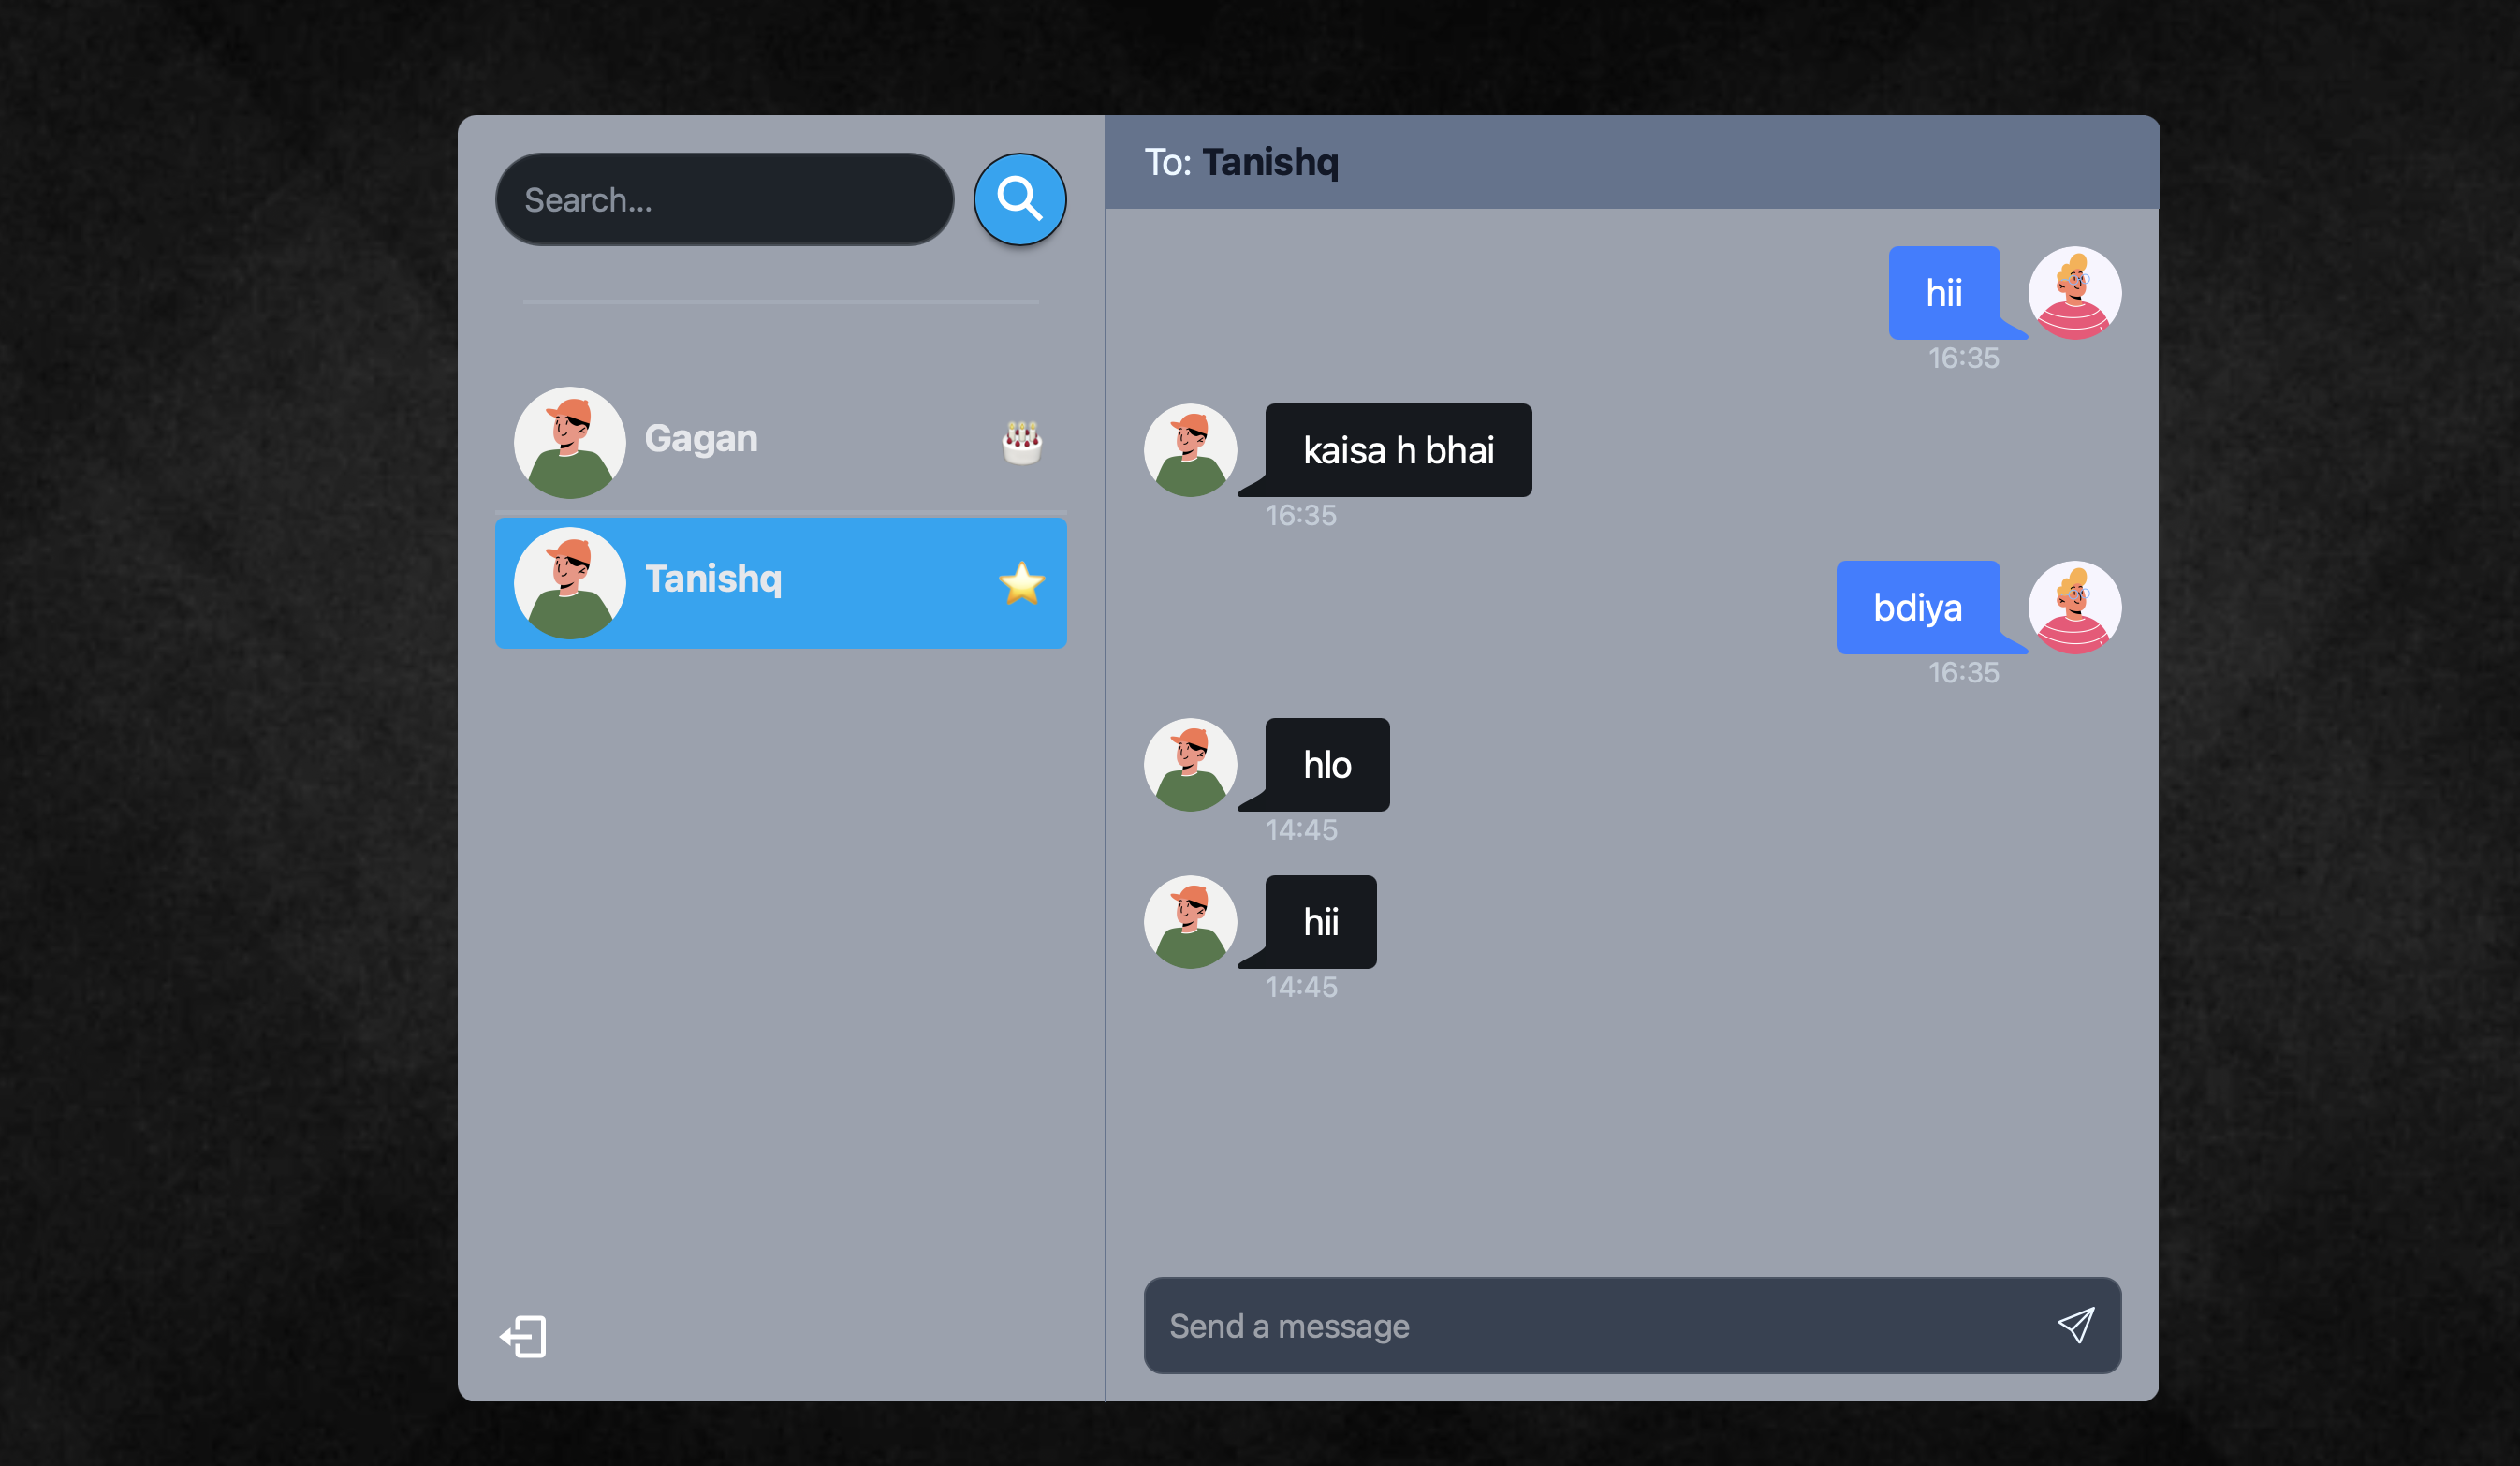 Search...
Gagan
Tanishq
To: Tanishq
hii
16:35
kaisa h bhai
16:35
bdiya
16:35
hlo
14:45
hii
14:45
Send a message